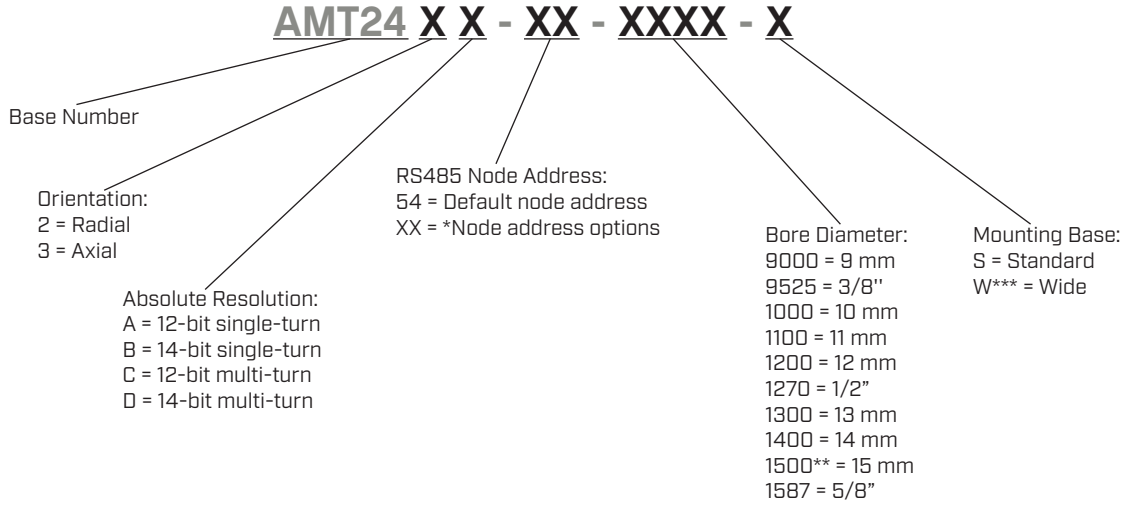 AMT24 X X - XX - XXXX - X
Base Number
Orientation:
2 = Radial
3 = Axial
Absolute Resolution:
A = 12-bit single-turn
B = 14-bit single-turn
C = 12-bit multi-turn
D = 14-bit multi-turn
RS485 Node Address:
54 = Default node address
XX = *Node address options
Bore Diameter:
9000 = 9 mm
9525 = 3/8''
1000 = 10 mm
1100 = 11 mm
1200 = 12 mm
1270 = 1/2”
1300 = 13 mm
1400 = 14 mm
1500** = 15 mm
1587 = 5/8”
Mounting Base:
S = Standard
W*** = Wide